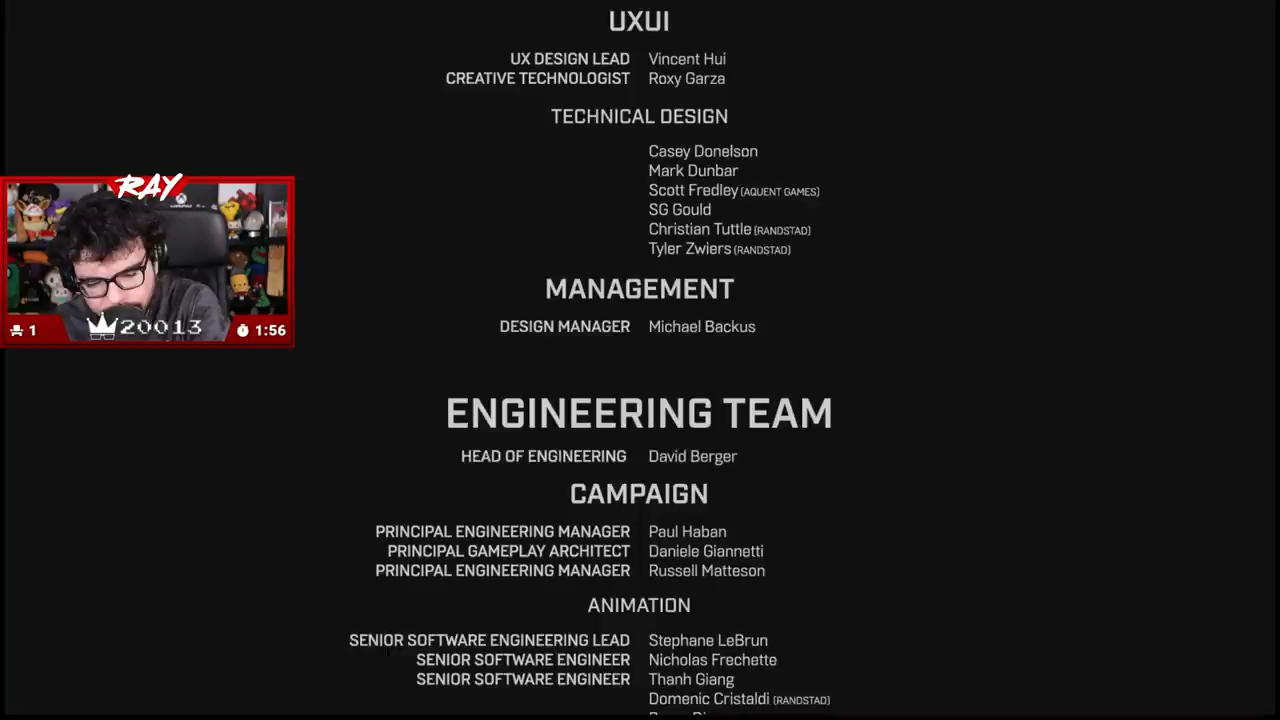 UXUI
UX DESIGN LEAD Vincent Hui
CREATIVE TECHNOLOGIST Roxy Garza
TECHNICAL DESIGN
Casey Donelson
Mark Dunbar
Scott Fredley (AQUENT GAMES)
SG Gould
Christian Tuttle (RANDSTAD)
Tyler Zwiers (RANDSTAD)
MANAGEMENT
DESIGN MANAGER Michael Backus
ENGINEERING TEAM
HEAD OF ENGINEERING David Berger
CAMPAIGN
PRINCIPAL ENGINEERING MANAGER Paul Haban
PRINCIPAL GAMEPLAY ARCHITECT Daniele Giannetti
PRINCIPAL ENGINEERING MANAGER Russell Matteson
ANIMATION
SENIOR SOFTWARE ENGINEERING LEAD Stephane LeBrun
SENIOR SOFTWARE ENGINEER Nicholas Frechette
SENIOR SOFTWARE ENGINEER Thanh Giang
Domenic Cristaldi (RANDSTAD)
RAY
1 20013 1:56